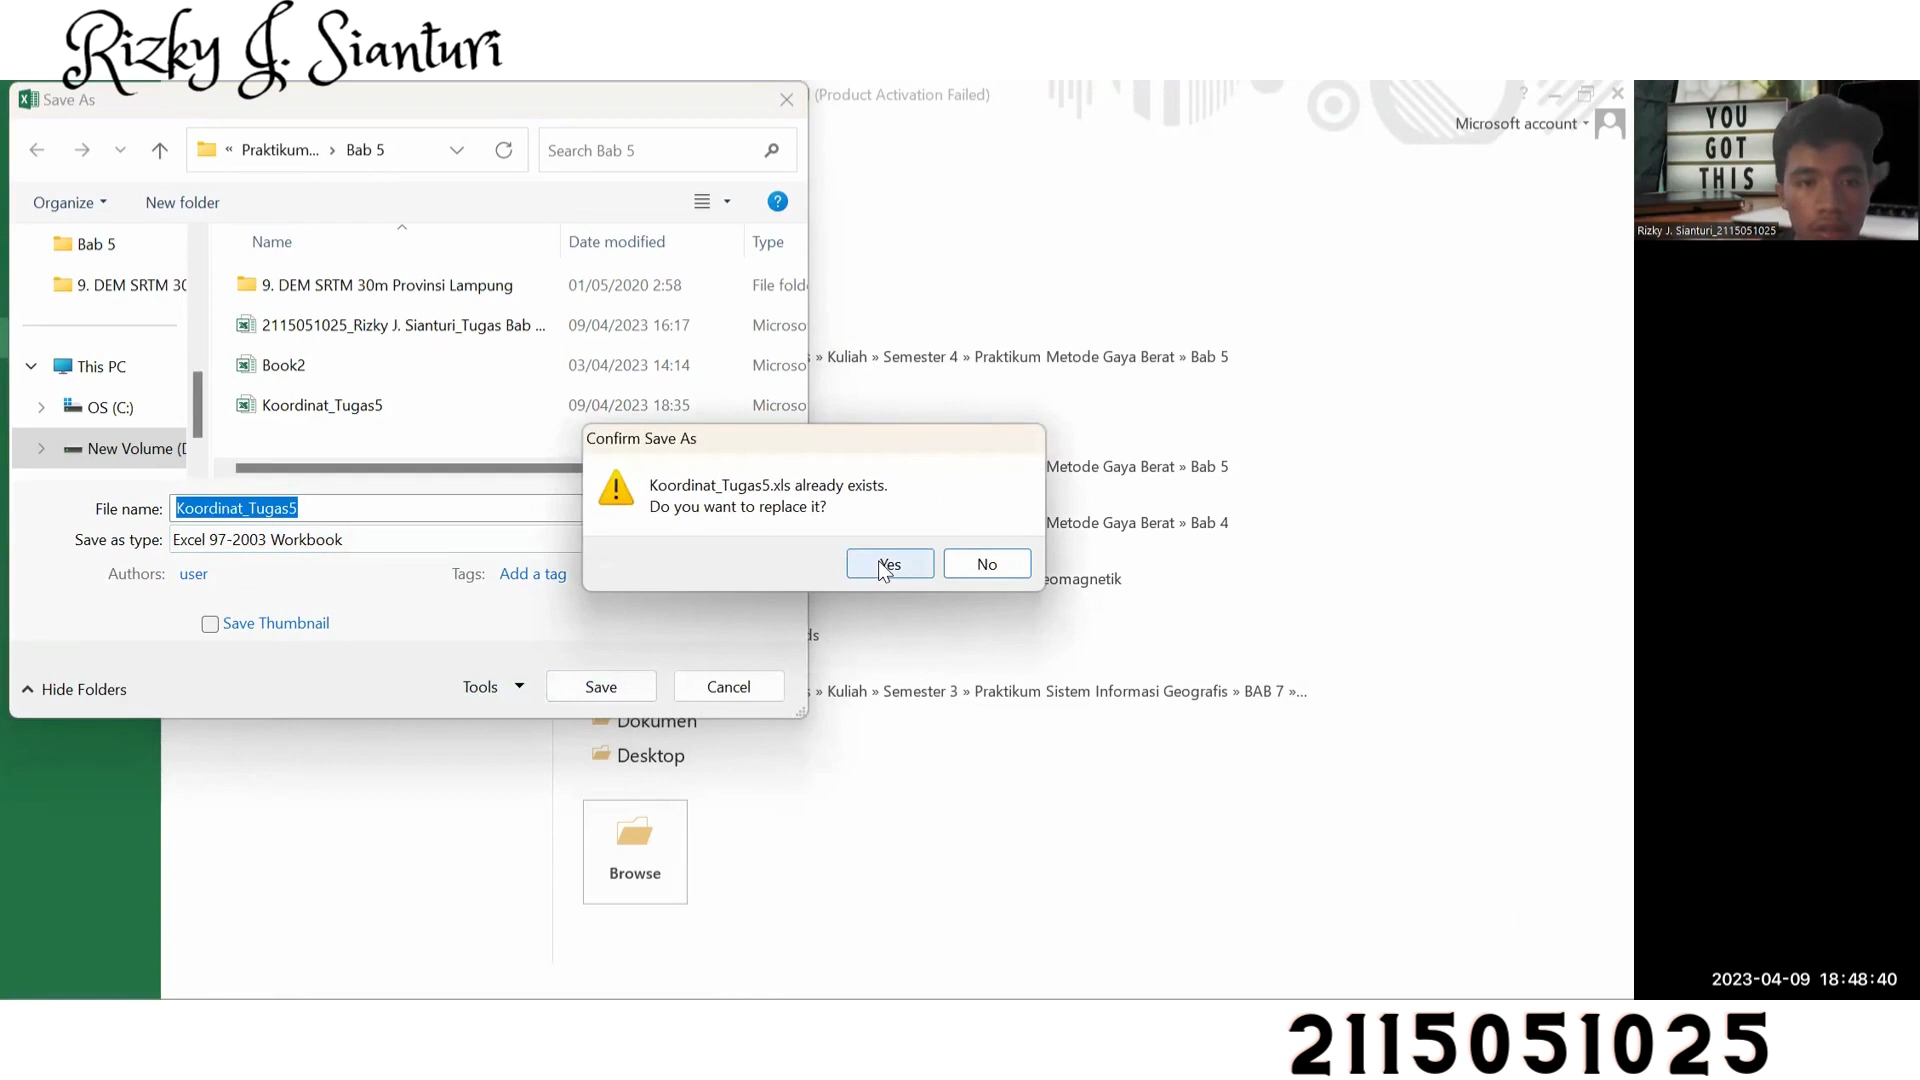 Rizky J. Sianturi
Save As
(Product Activation Failed)
?
Microsoft account
« Praktikum... › Bab 5
Search Bab 5
Organize
New folder
?
Name
Date modified
Type
Bab 5
9. DEM SRTM 30
This PC
OS (C:)
New Volume (D
9. DEM SRTM 30m Provinsi Lampung 01/05/2020 2:58 File fold
2115051025_Rizky J. Sianturi_Tugas Bab ... 09/04/2023 16:17 Microso
Book2 03/04/2023 14:14 Microso
Koordinat_Tugas5 09/04/2023 18:35 Microso
File name: Koordinat_Tugas5
Save as type: Excel 97-2003 Workbook
Authors: user
Tags: Add a tag
Save Thumbnail
Hide Folders
Tools
Save
Cancel
Confirm Save As
Koordinat_Tugas5.xls already exists.
Do you want to replace it?
Yes
No
» Kuliah » Semester 4 » Praktikum Metode Gaya Berat » Bab 5
Metode Gaya Berat » Bab 5
Metode Gaya Berat » Bab 4
eomagnetik
ds
» Kuliah » Semester 3 » Praktikum Sistem Informasi Geografis » BAB 7 »...
Dokumen
Desktop
Browse
YOU
GOT
THIS
Rizky J. Sianturi_2115051025
2023-04-09 18:48:40
2115051025